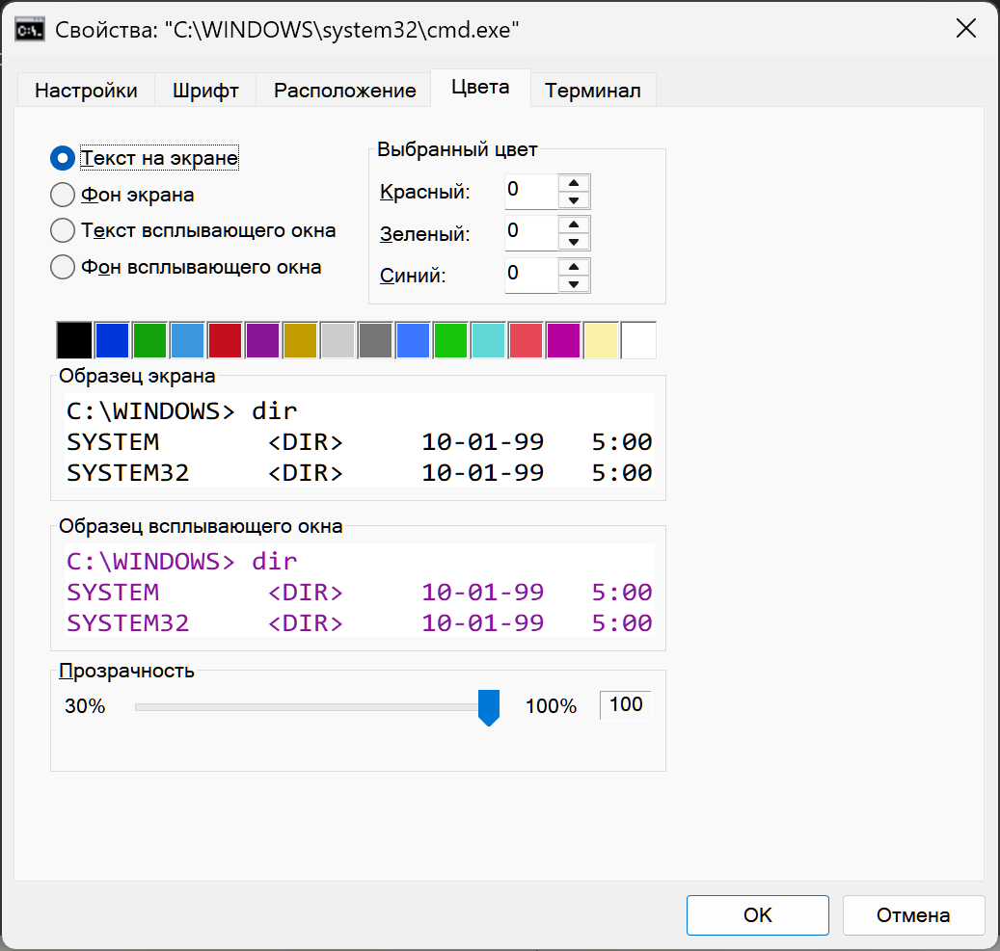 Свойства: "C:\WINDOWS\system32\cmd.exe"
Настройки Шрифт Расположение Цвета Терминал
Текст на экране
Фон экрана
Текст всплывающего окна
Фон всплывающего окна
Выбранный цвет
Красный: 0
Зеленый: 0
Синий: 0
Образец экрана
C:\WINDOWS> dir
SYSTEM <DIR> 10-01-99 5:00
SYSTEM32 <DIR> 10-01-99 5:00
Образец всплывающего окна
C:\WINDOWS> dir
SYSTEM <DIR> 10-01-99 5:00
SYSTEM32 <DIR> 10-01-99 5:00
Прозрачность
30% 100% 100
OK Отмена